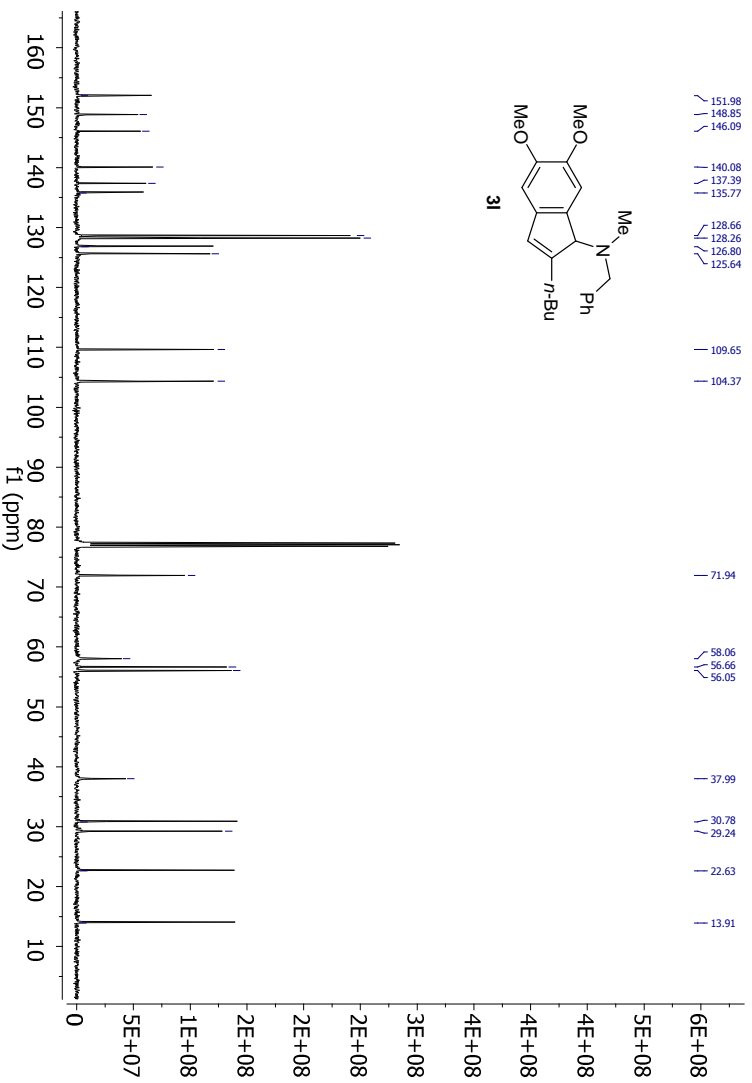 151.98
148.85
146.09
140.08
137.39
135.77
128.66
128.26
126.80
125.64
109.65
104.37
71.94
58.06
56.66
56.05
37.99
30.78
29.24
22.63
13.91
MeO
MeO
Me
N
Ph
n-Bu
3l
6E+08
5E+08
4E+08
4E+08
4E+08
3E+08
2E+08
2E+08
2E+08
1E+08
5E+07
0
160 150 140 130 120 110 100 90 80 70 60 50 40 30 20 10
f1 (ppm)